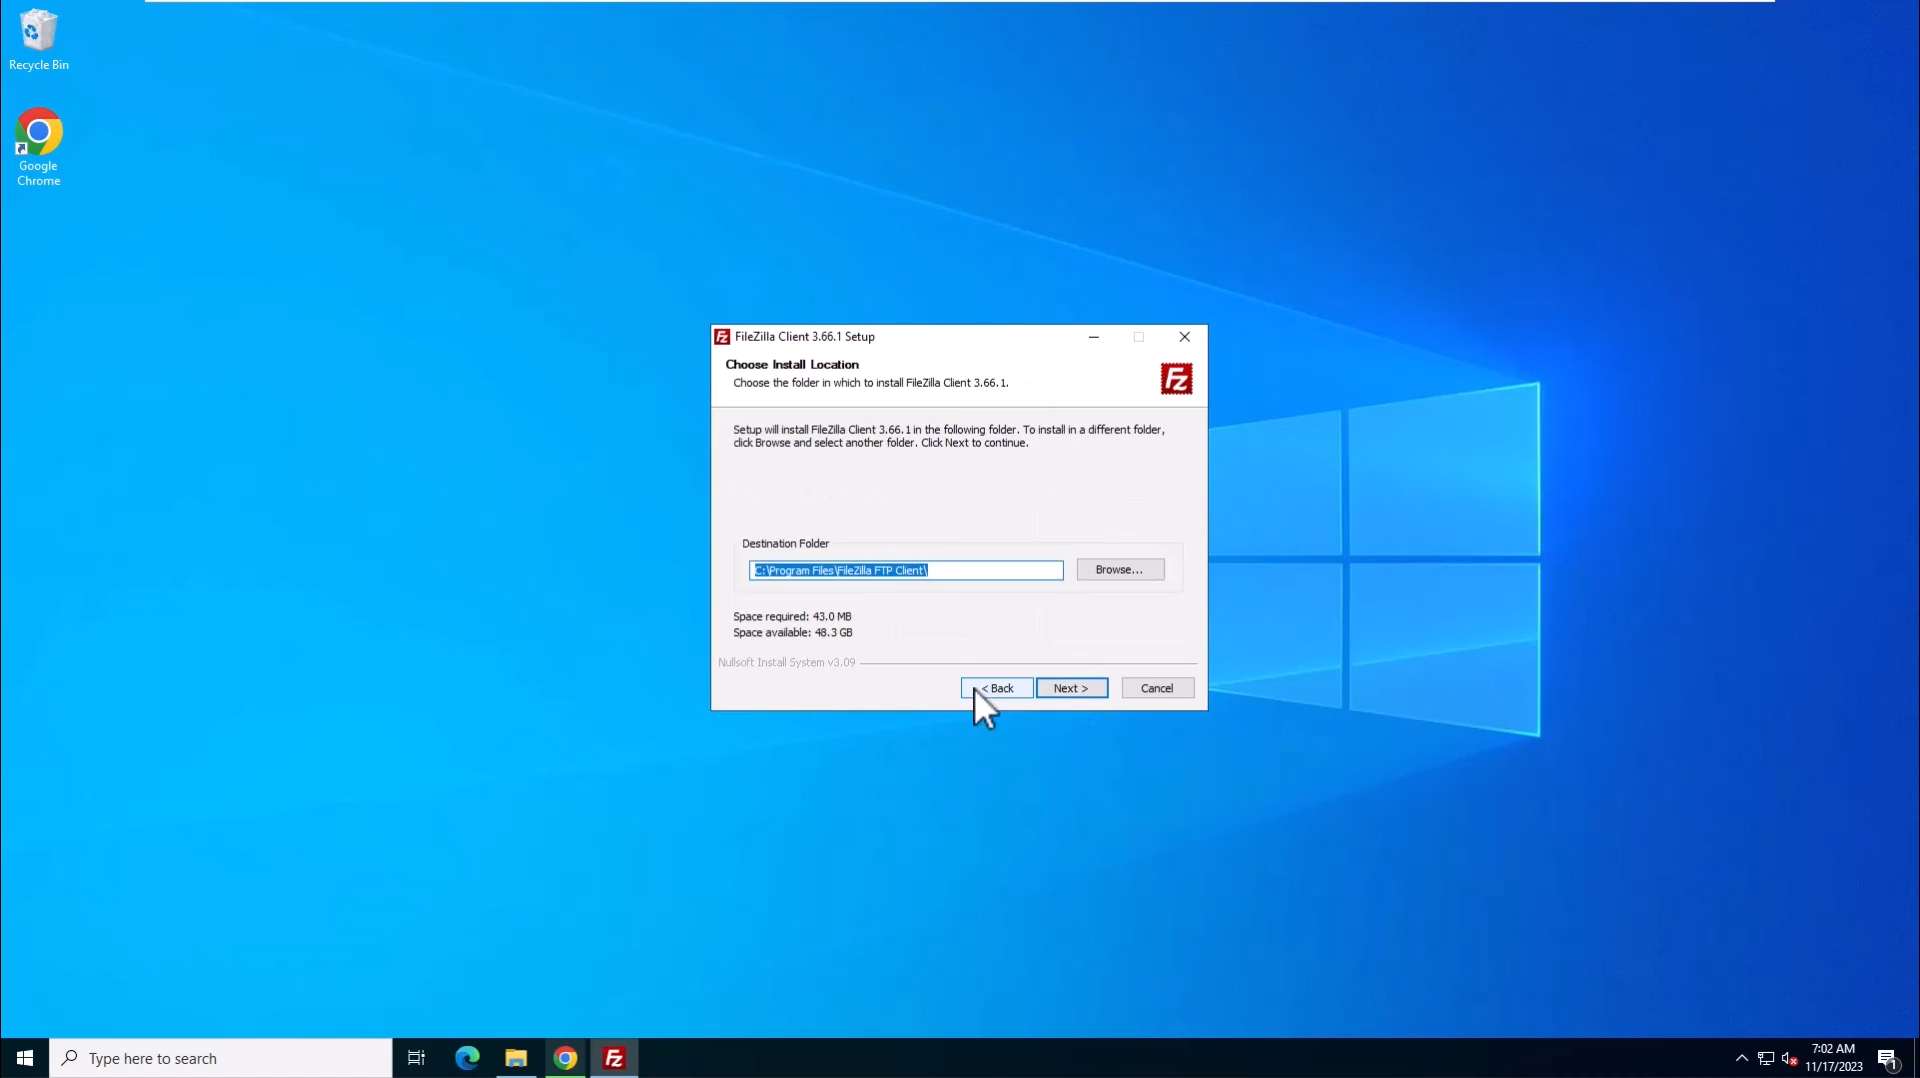 Recycle Bin
Google
Chrome
FileZilla Client 3.66.1 Setup
Choose Install Location
Choose the folder in which to install FileZilla Client 3.66.1.
Fz
Setup will install FileZilla Client 3.66.1 in the following folder. To install in a different folder,
click Browse and select another folder. Click Next to continue.
Destination Folder
C:\Program Files\FileZilla FTP Client\
Browse...
Space required: 43.0 MB
Space available: 48.3 GB
Nullsoft Install System v3.09
< Back
Next >
Cancel
Type here to search
Fz
7:02 AM
11/17/2023
1